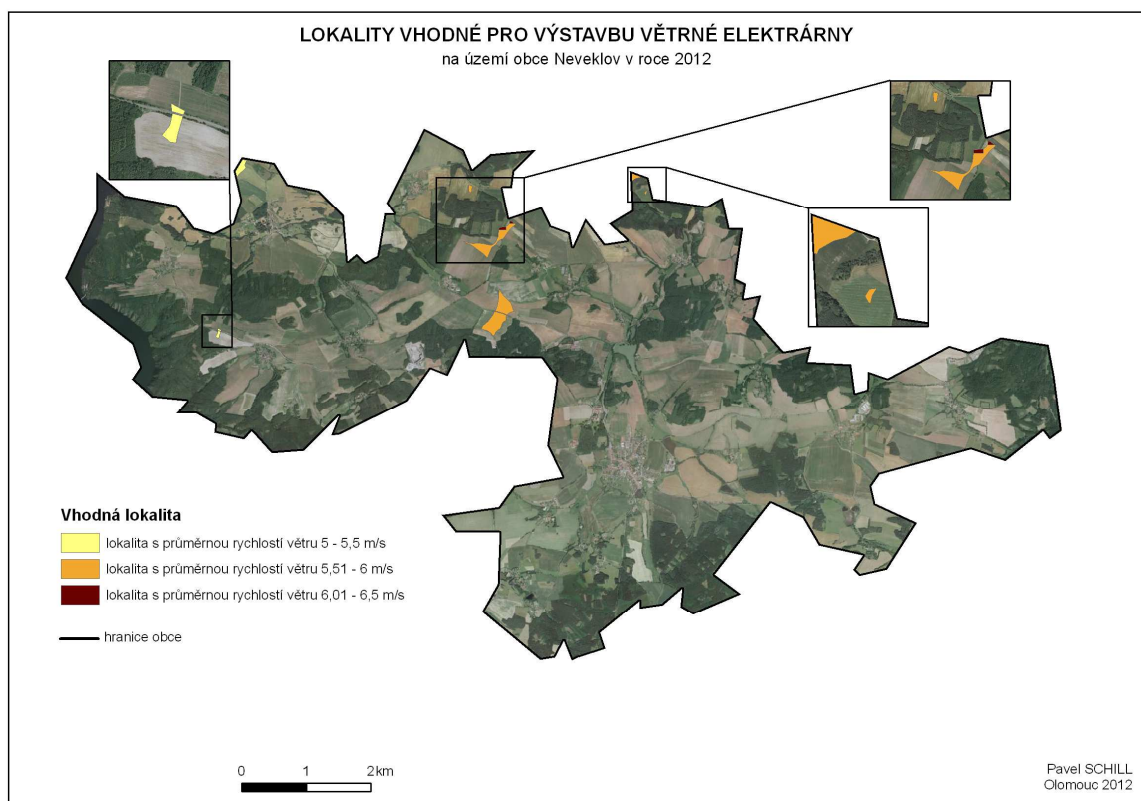 LOKALITY VHODNÉ PRO VÝSTAVBU VĚTRNÉ ELEKTRÁRNY
na území obce Neveklov v roce 2012
Vhodná lokalita
lokalita s průměrnou rychlostí větru 5 - 5,5 m/s
lokalita s průměrnou rychlostí větru 5,51 - 6 m/s
lokalita s průměrnou rychlostí větru 6,01 - 6,5 m/s
hranice obce
0 1 2 km
Pavel SCHILL
Olomouc 2012